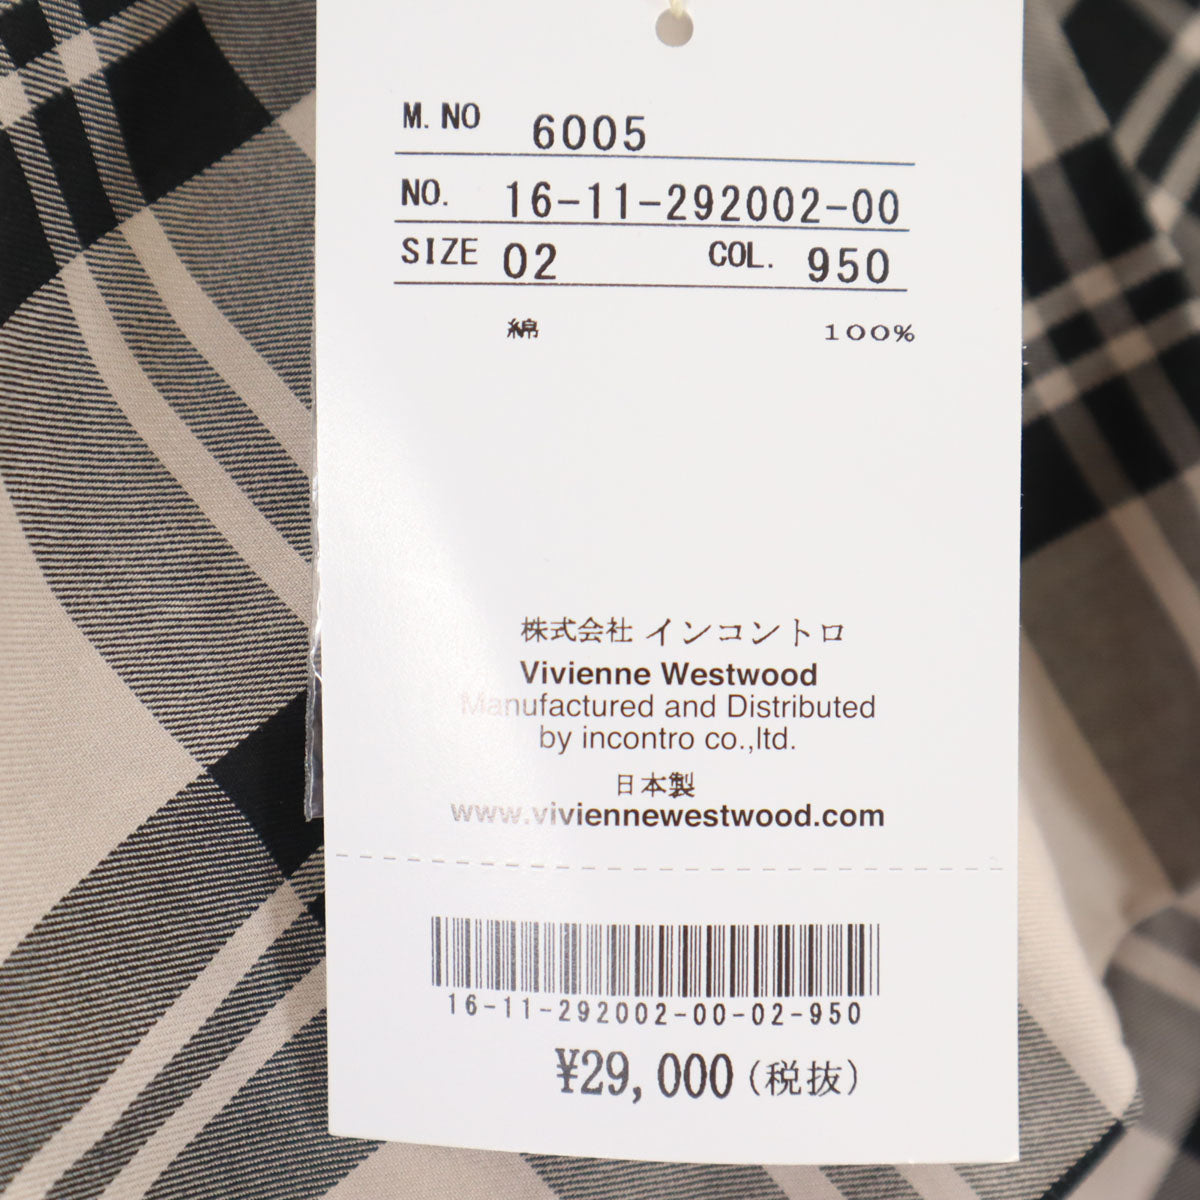 M. NO 6005
NO. 16-11-292002-00
SIZE 02 COL. 950
綿 100%
株式会社 インコントロ
Vivienne Westwood
Manufactured and Distributed
by incontro co.,ltd.
日本製
www.viviennewestwood.com
16-11-292002-00-02-950
¥29,000(税抜)